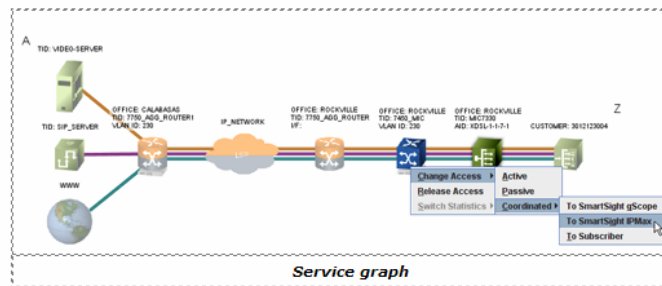 A
TID: VIDEO-SERVER
OFFICE: CALABASAS
TID: 7750_AGG_ROUTER1
VLAN ID: 230
IP_NETWORK
OFFICE: ROCKVILLE
TID: 7750_AGG_ROUTER
I/F:
OFFICE: ROCKVILLE
TID: 7450_MIC
VLAN ID: 230
OFFICE: ROCKVILLE
TID: MIC7330
AID: XDSL-1-1-7-1
Z
CUSTOMER: 3012123004
TID: SIP_SERVER
WWW
Change Access
Release Access
Switch Statistics
Active
Passive
Coordinated
To SmartSight gScope
To SmartSight IPMax
To Subscriber
Service graph